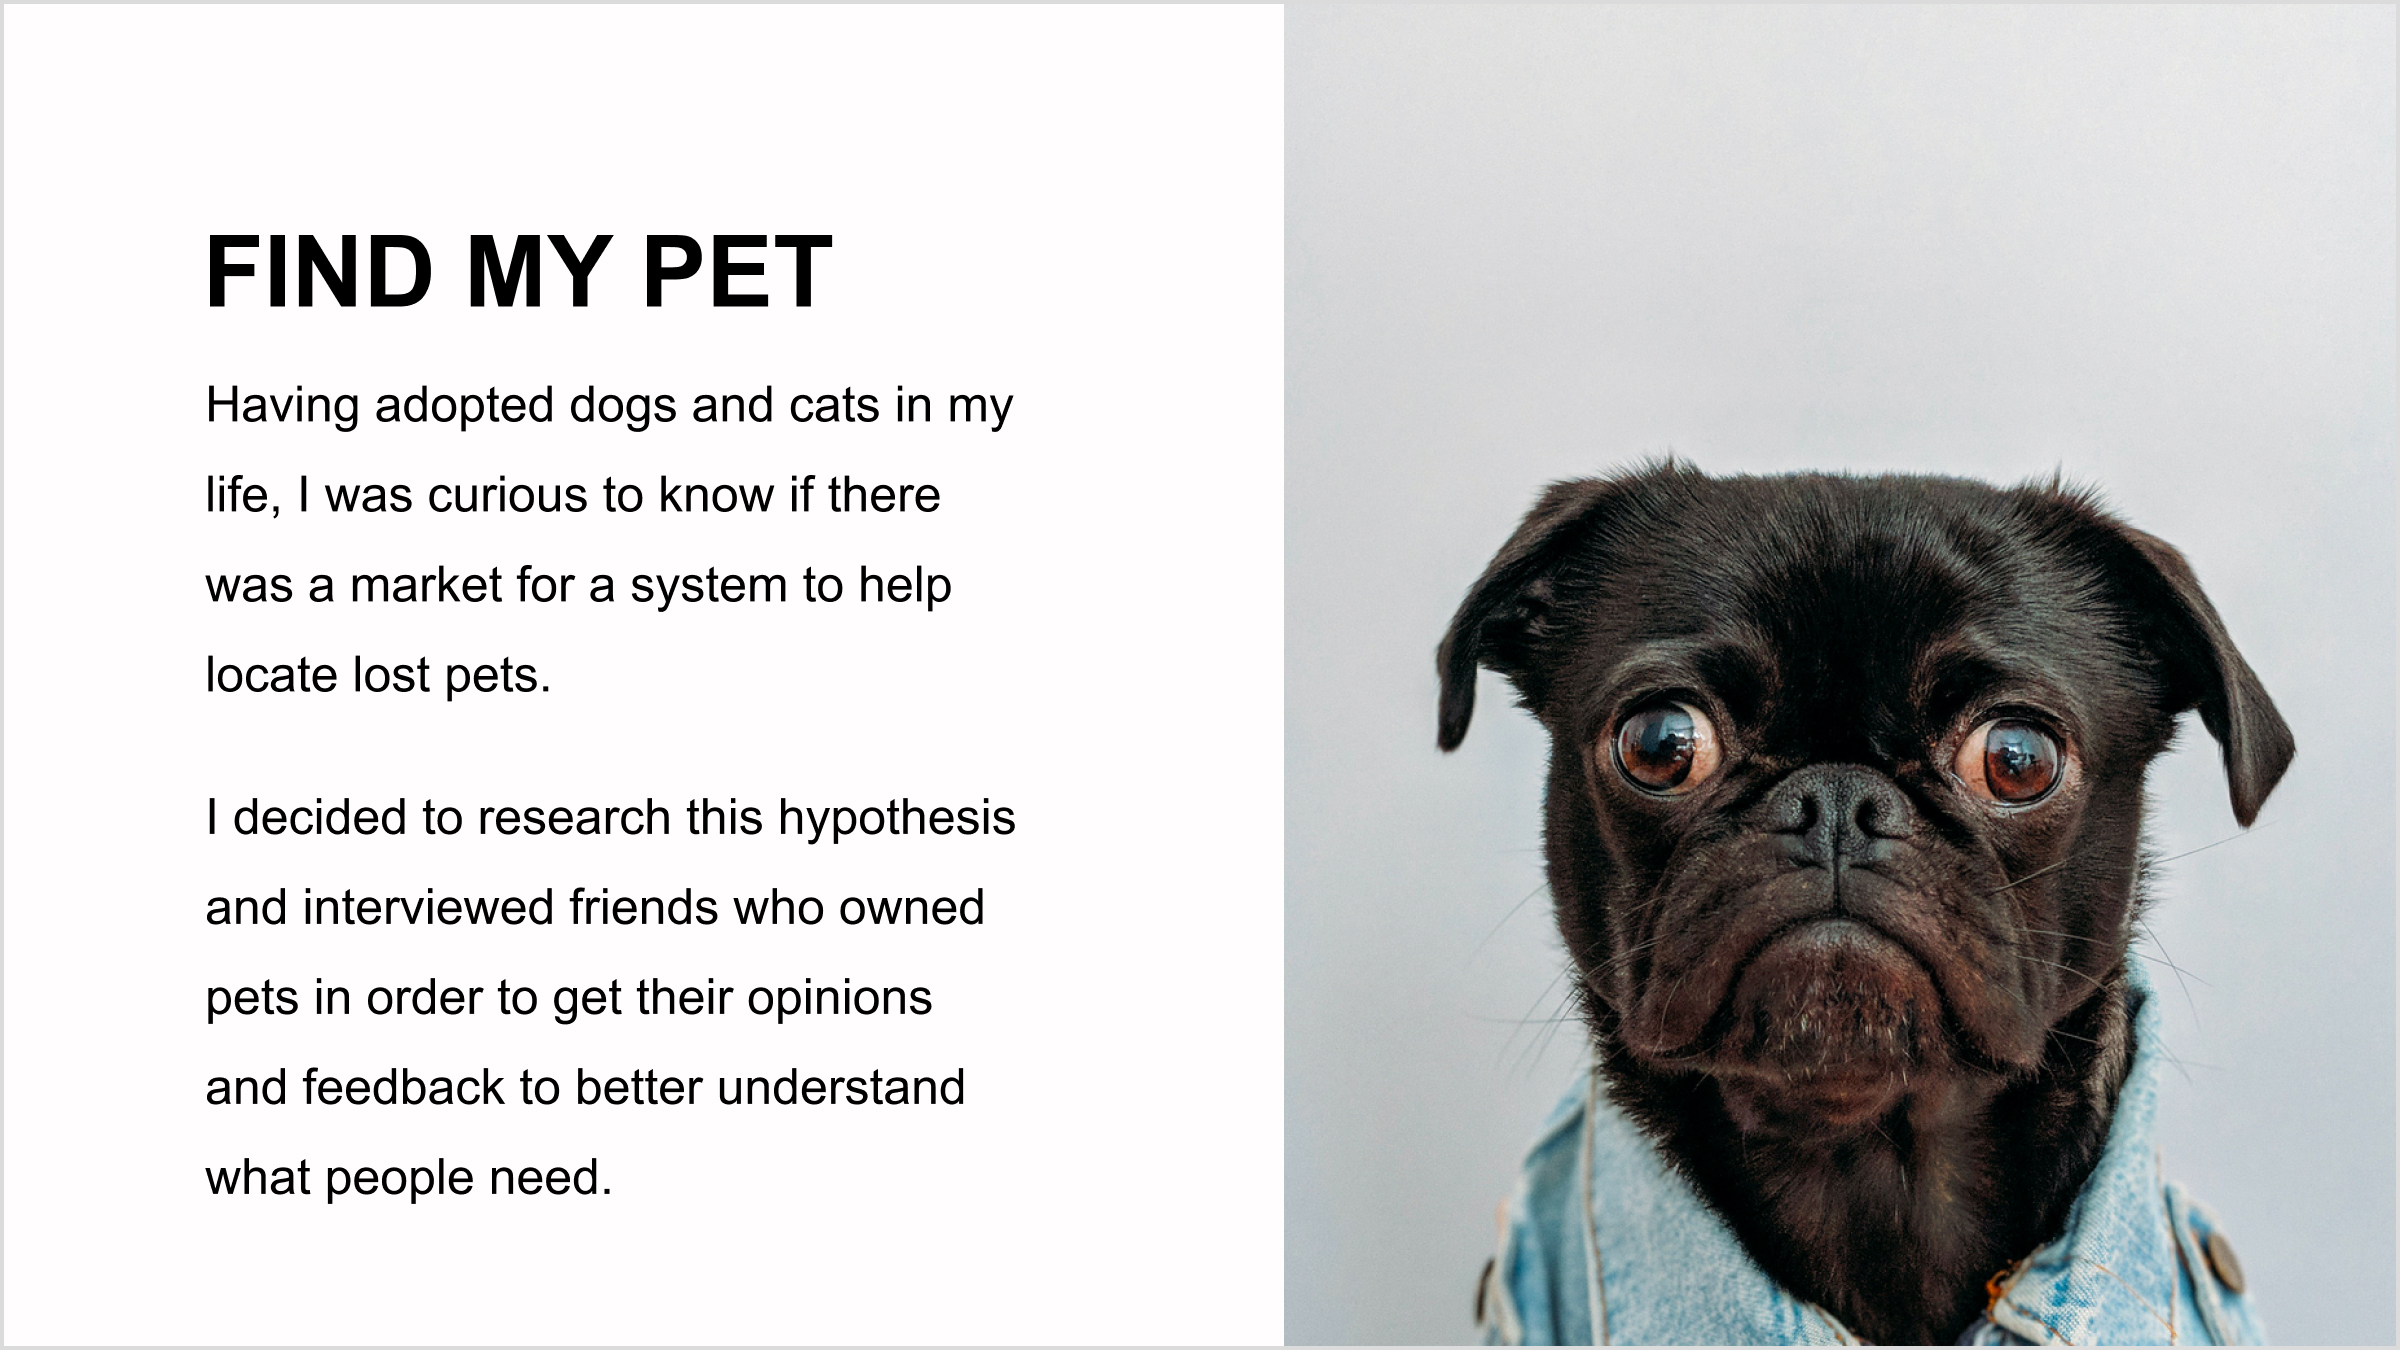 FIND MY PET
Having adopted dogs and cats in my
life, I was curious to know if there
was a market for a system to help
locate lost pets.
I decided to research this hypothesis
and interviewed friends who owned
pets in order to get their opinions
and feedback to better understand
what people need.